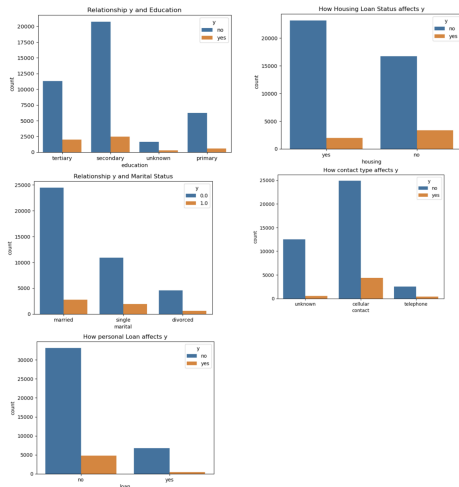 Relationship y and Education
20000
17500
15000
12500
10000
7500
5000
2500
0
count
y
no
yes
tertiary
secondary
unknown
primary
education
How Housing Loan Status affects y
20000
15000
10000
5000
0
count
y
no
yes
yes
no
housing
Relationship y and Marital Status
25000
20000
15000
10000
5000
0
count
y
0.0
1.0
married
single
divorced
marital
How contact type affects y
25000
20000
15000
10000
5000
0
count
y
no
yes
unknown
cellular
telephone
contact
How personal Loan affects y
30000
25000
20000
15000
10000
5000
0
count
y
no
yes
no
yes